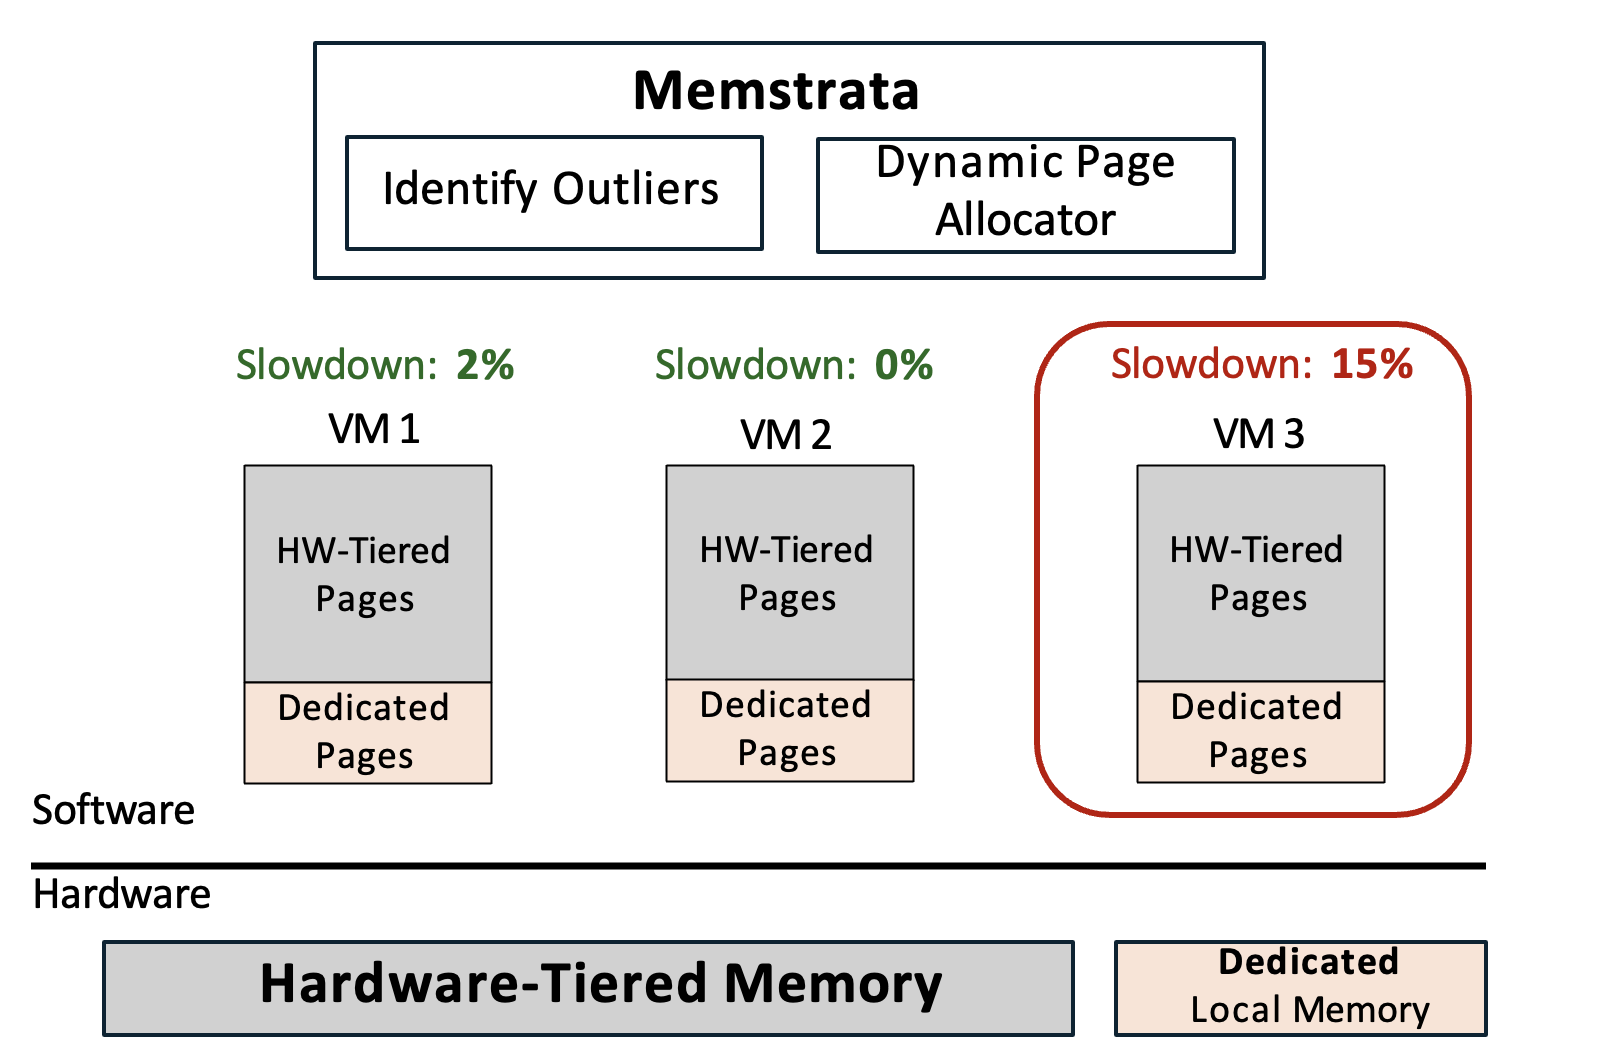 Memstrata
Identify Outliers
Dynamic Page
Allocator
Slowdown: 2%
Slowdown: 0%
Slowdown: 15%
VM 1
VM 2
VM 3
HW-Tiered
Pages
HW-Tiered
Pages
HW-Tiered
Pages
Dedicated
Pages
Dedicated
Pages
Dedicated
Pages
Software
Hardware
Hardware-Tiered Memory
Dedicated
Local Memory